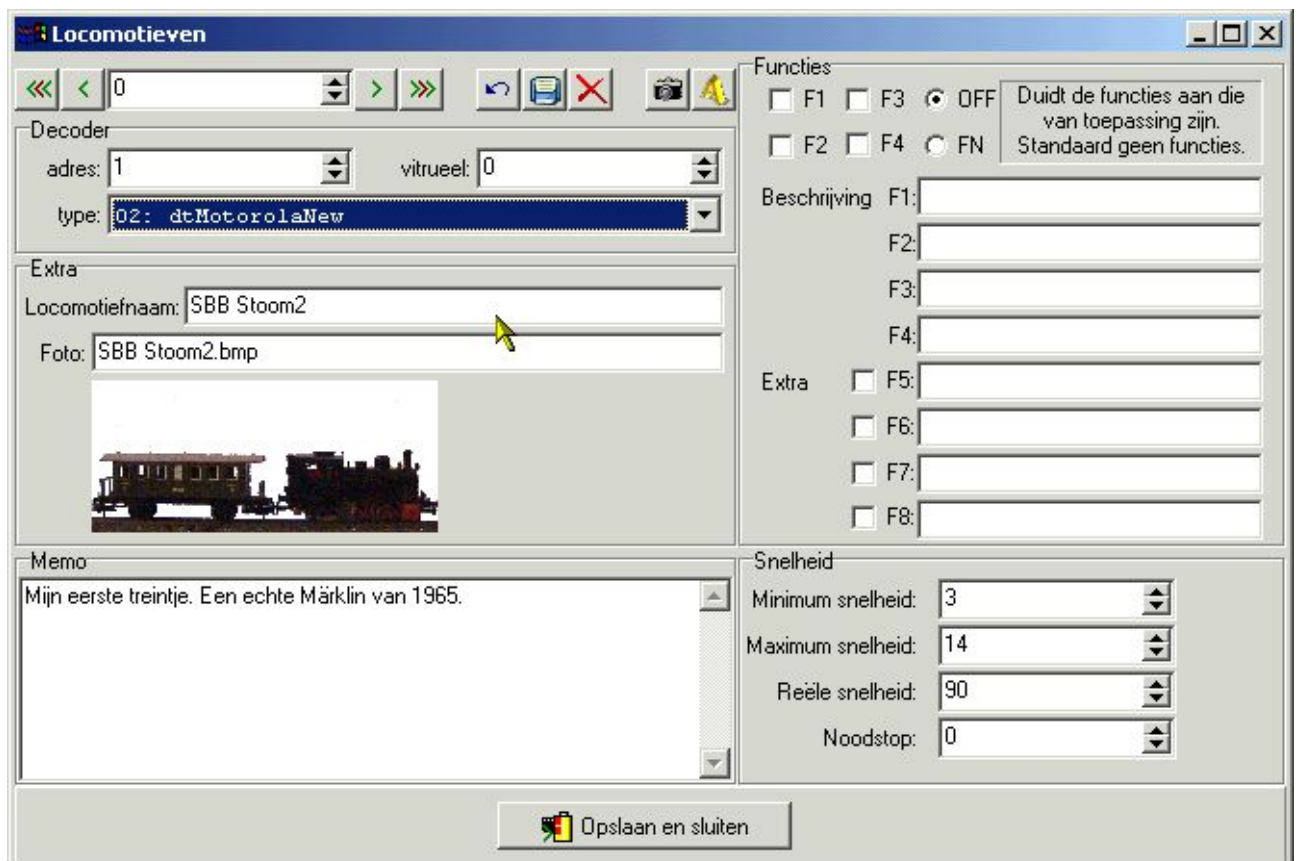 Locomotieven
0
Decoder
adres: 1 vitrueel: 0
type: 02: dtMotorolaNew
Extra
Locomotiefnaam: SBB Stoom2
Foto: SBB Stoom2.bmp
Memo
Mijn eerste treintje. Een echte Märklin van 1965.
Functies
F1 F3 OFF
F2 F4 FN
Duidt de functies aan die
van toepassing zijn.
Standaard geen functies.
Beschrijving F1:
F2:
F3:
F4:
Extra F5:
F6:
F7:
F8:
Snelheid
Minimum snelheid: 3
Maximum snelheid: 14
Reële snelheid: 90
Noodstop: 0
Opslaan en sluiten